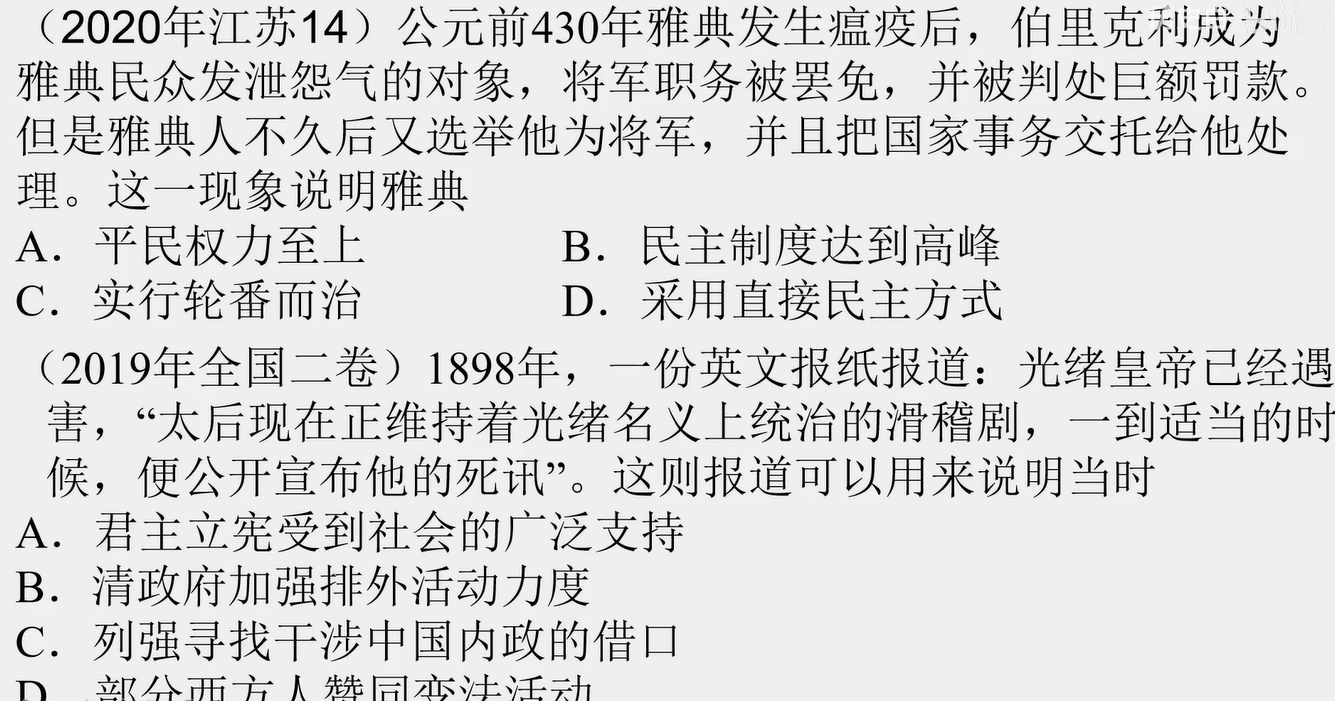 （2020年江苏14）公元前430年雅典发生瘟疫后，伯里克利成为
雅典民众发泄怨气的对象，将军职务被罢免，并被判处巨额罚款。
但是雅典人不久后又选举他为将军，并且把国家事务交托给他处
理。这一现象说明雅典
A．平民权力至上 B．民主制度达到高峰
C．实行轮番而治 D．采用直接民主方式
（2019年全国二卷）1898年，一份英文报纸报道：光绪皇帝已经遇
害，“太后现在正维持着光绪名义上统治的滑稽剧，一到适当的时
候，便公开宣布他的死讯”。这则报道可以用来说明当时
A．君主立宪受到社会的广泛支持
B．清政府加强排外活动力度
C．列强寻找干涉中国内政的借口
D．部分西方人赞同变法活动